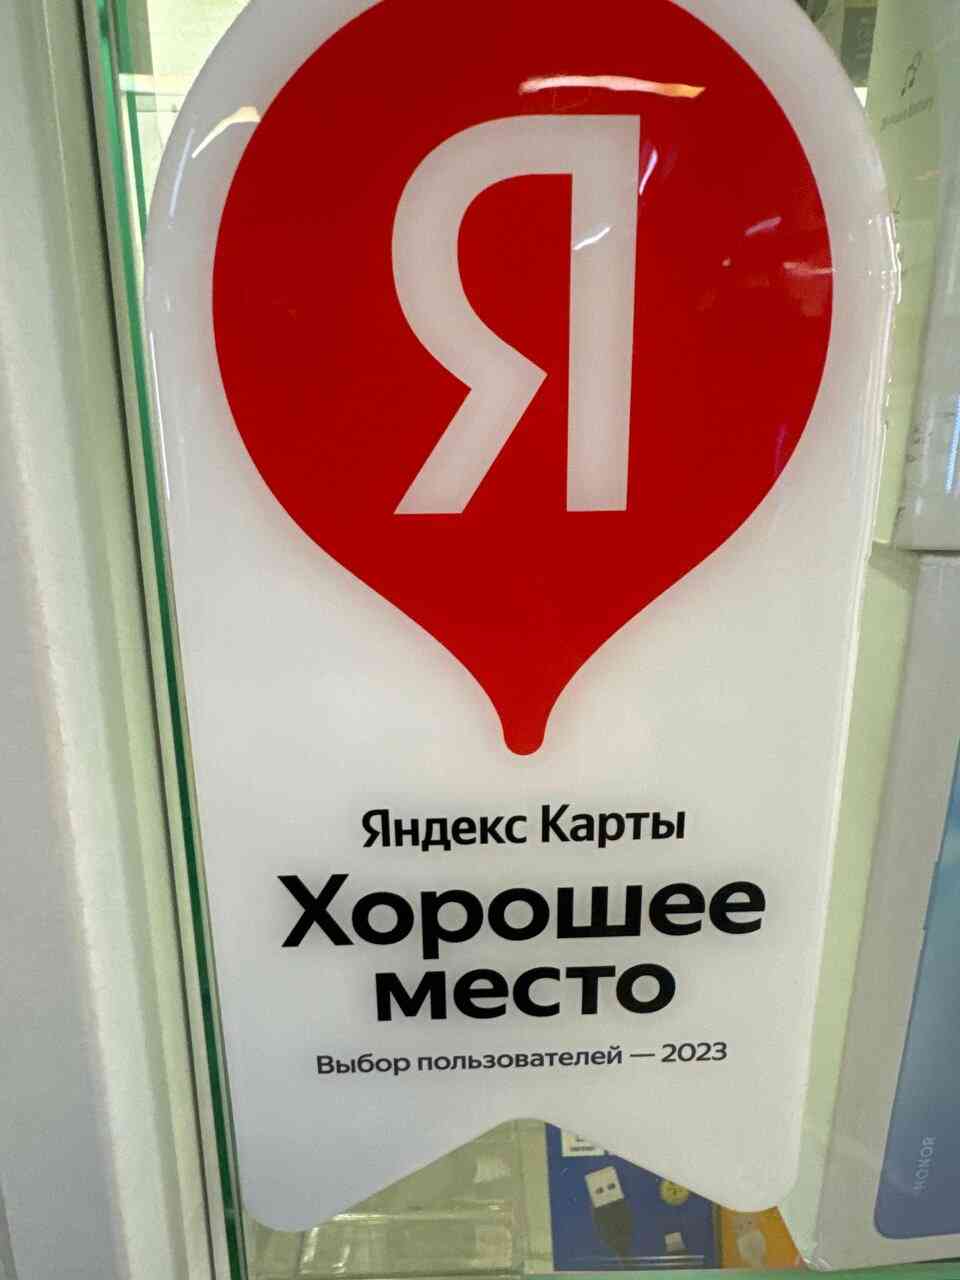 Я
Яндекс Карты
Хорошее
место
Выбор пользователей — 2023
HONOR